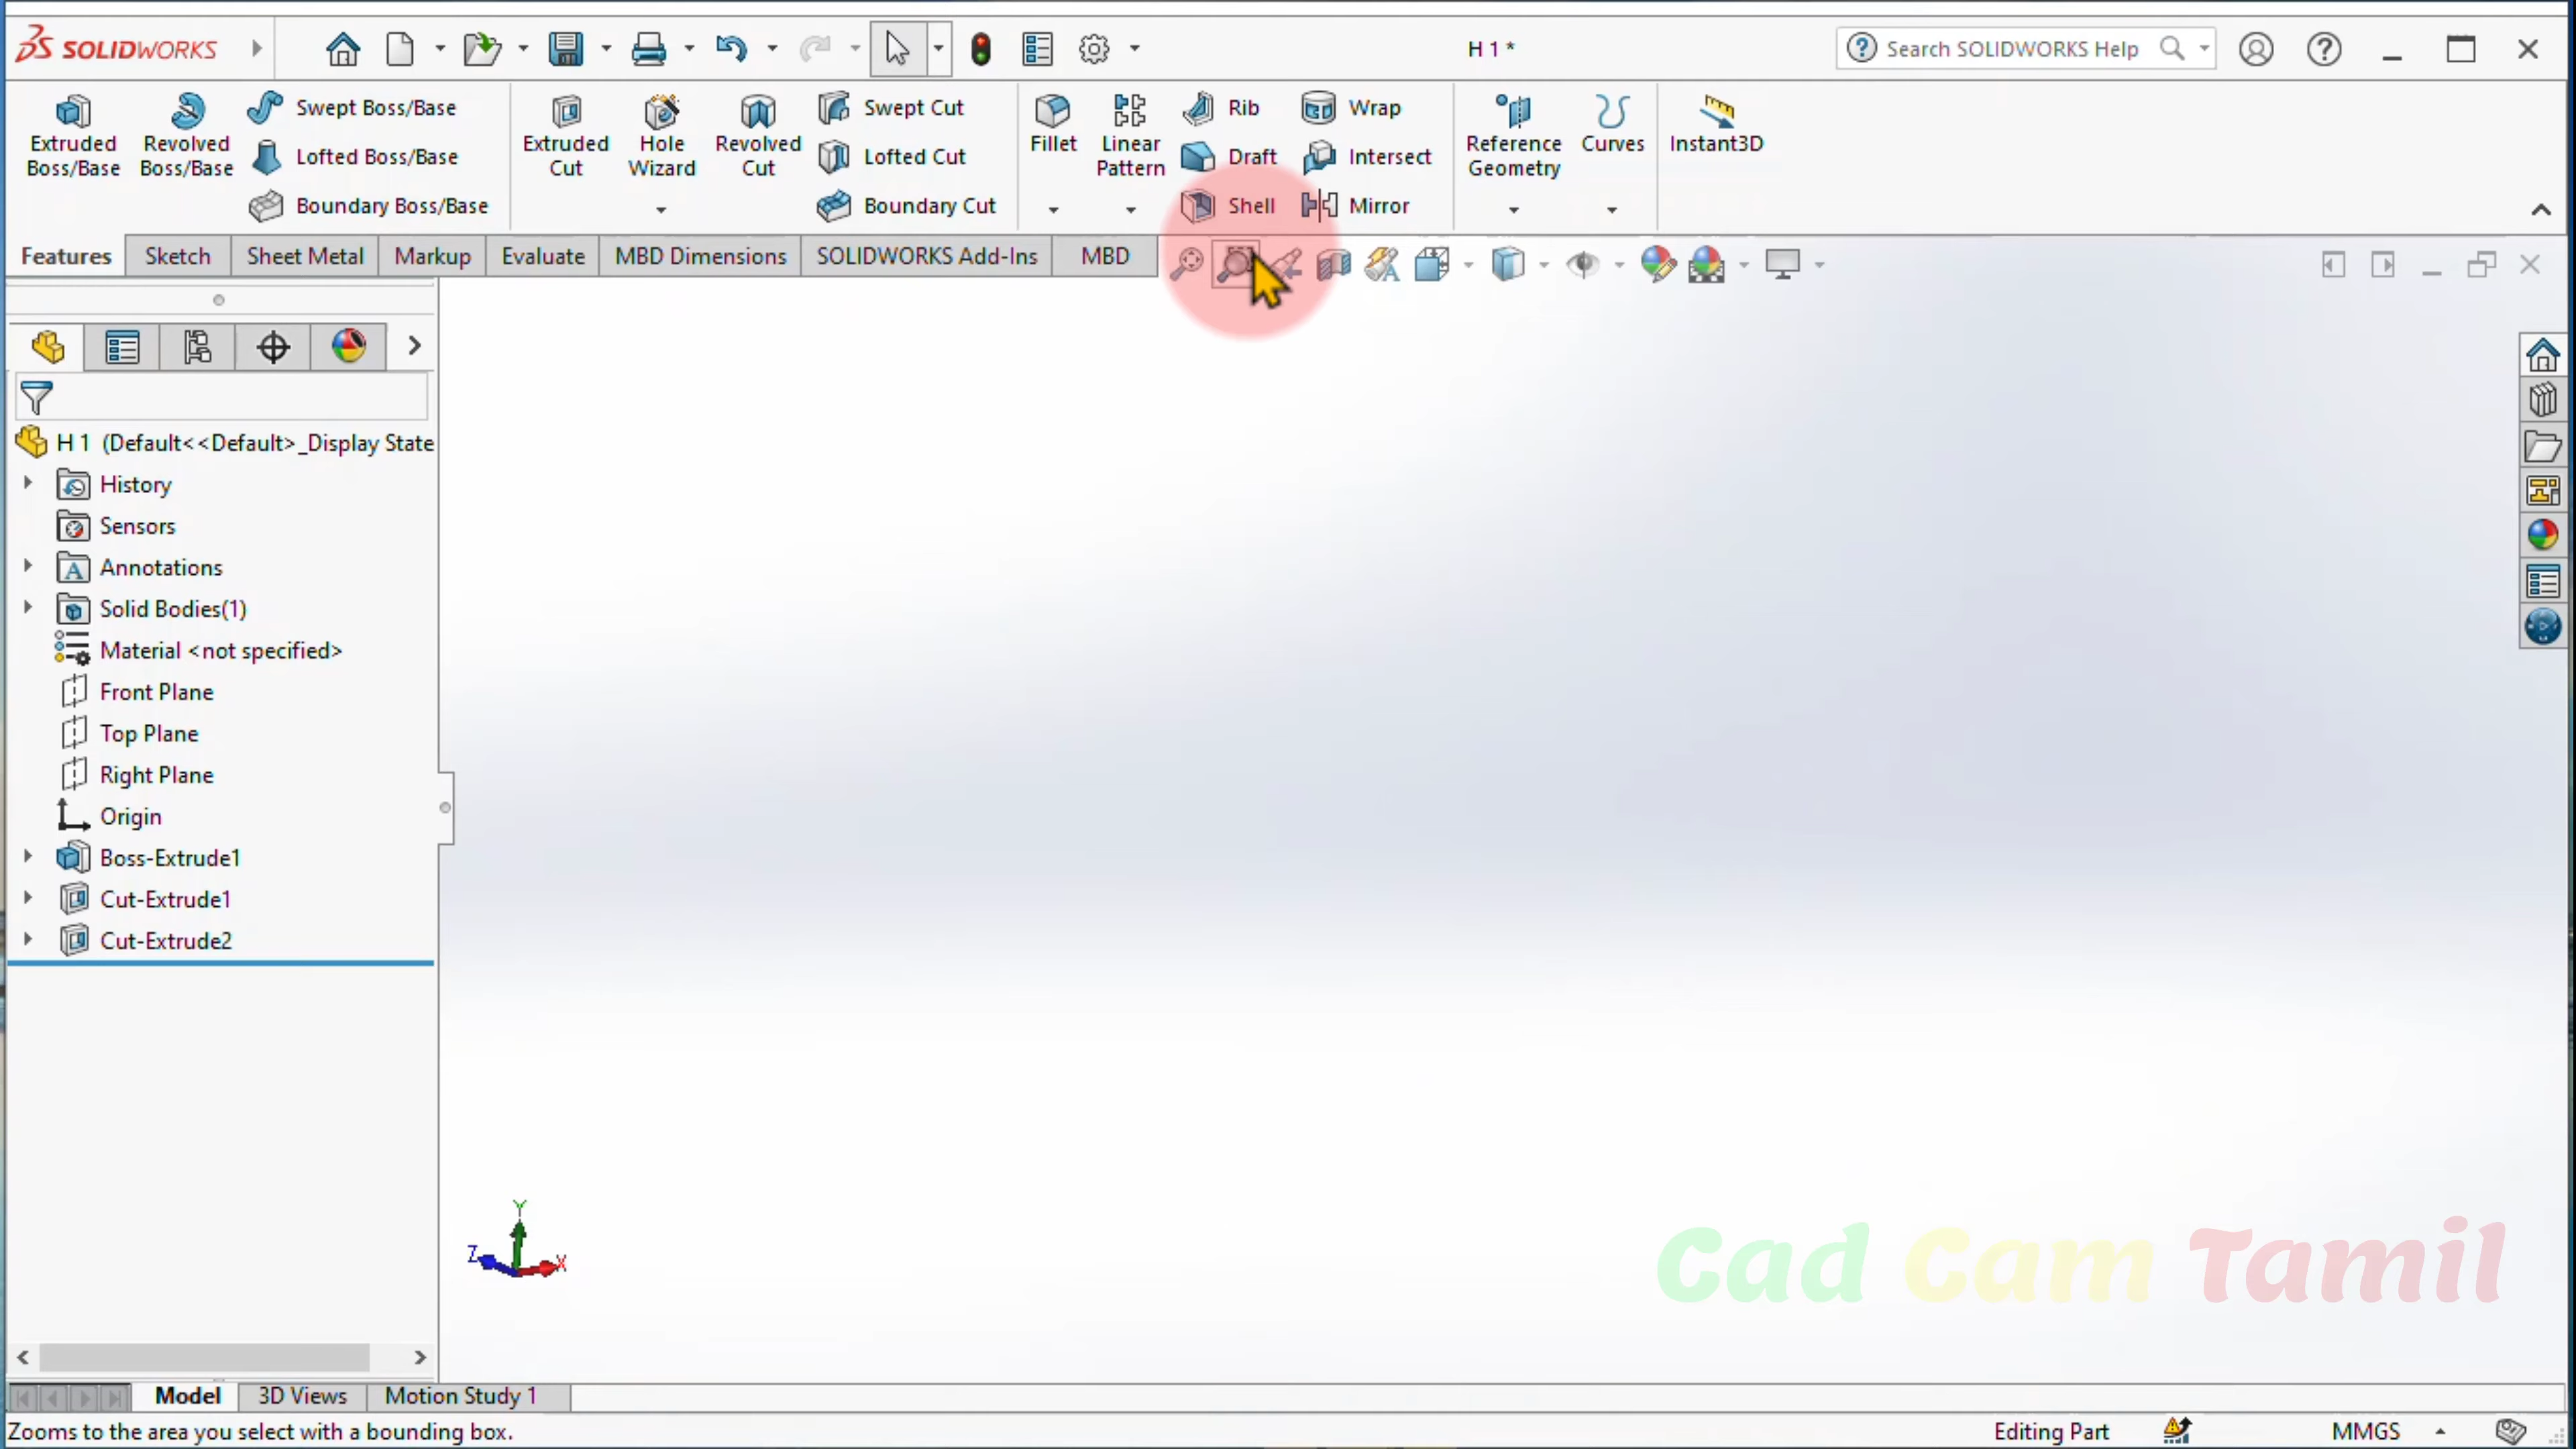 SOLIDWORKS
H 1 *
Search SOLIDWORKS Help
Extruded Boss/Base
Revolved Boss/Base
Swept Boss/Base
Lofted Boss/Base
Boundary Boss/Base
Extruded Cut
Hole Wizard
Revolved Cut
Swept Cut
Lofted Cut
Boundary Cut
Fillet
Linear Pattern
Rib
Draft
Shell
Wrap
Intersect
Mirror
Reference Geometry
Curves
Instant3D
Features Sketch Sheet Metal Markup Evaluate MBD Dimensions SOLIDWORKS Add-Ins MBD
H 1 (Default<<Default>_Display State
History
Sensors
Annotations
Solid Bodies(1)
Material <not specified>
Front Plane
Top Plane
Right Plane
Origin
Boss-Extrude1
Cut-Extrude1
Cut-Extrude2
Y
Z
X
Cad Cam Tamil
Model 3D Views Motion Study 1
Zooms to the area you select with a bounding box.
Editing Part
MMGS